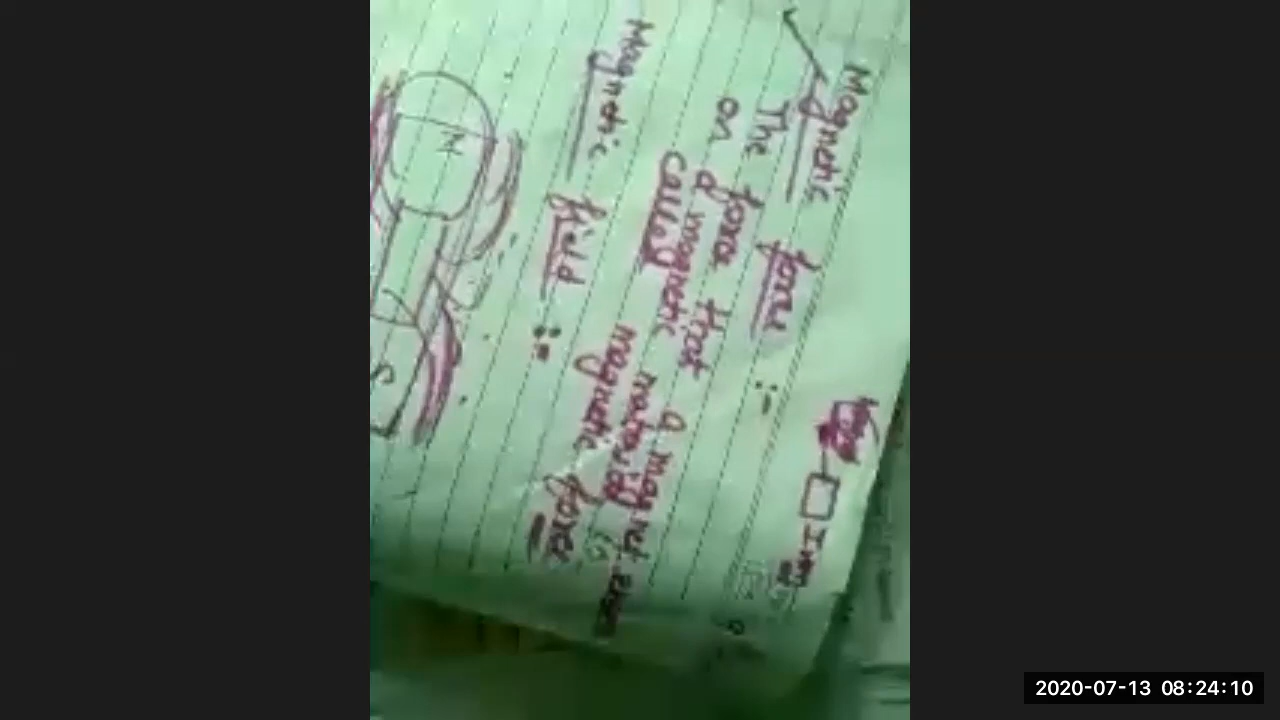 Iron
Magnetic force :-
The force that a magnet
on a magnetic material is
called magnetic force
Magnetic field :-
N
S
2020-07-13 08:24:10